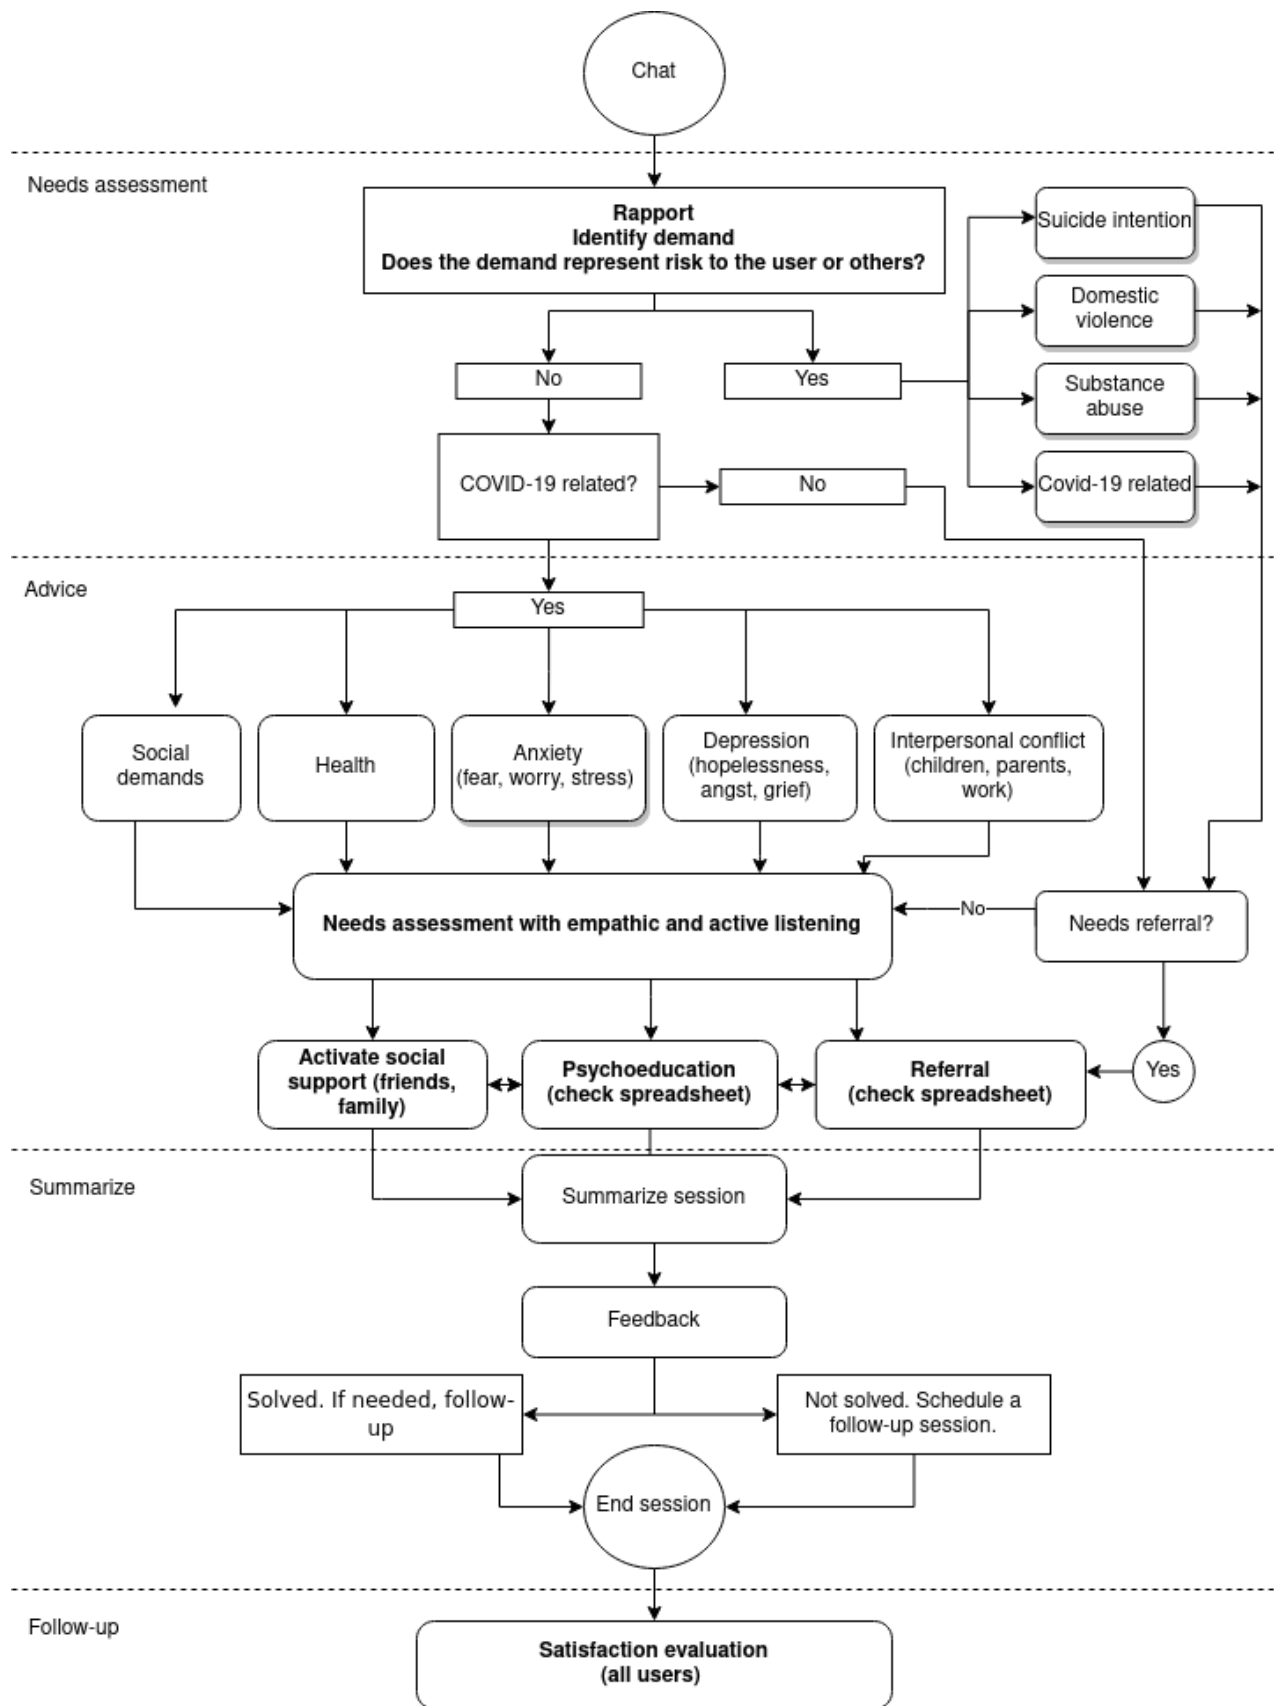 Chat
Needs assessment
Rapport
Identify demand
Does the demand represent risk to the user or others?
Suicide intention
Domestic
violence
No
Yes
Substance
abuse
COVID-19 related?
No
Covid-19 related
Advice
Yes
Social
demands
Health
Anxiety
(fear, worry, stress)
Depression
(hopelessness,
angst, grief)
Interpersonal conflict
(children, parents,
work)
Needs assessment with empathic and active listening
No
Needs referral?
Activate social
support (friends,
family)
Psychoeducation
(check spreadsheet)
Referral
(check spreadsheet)
Yes
Summarize
Summarize session
Feedback
Solved. If needed, follow-
up
Not solved. Schedule a
follow-up session.
End session
Follow-up
Satisfaction evaluation
(all users)